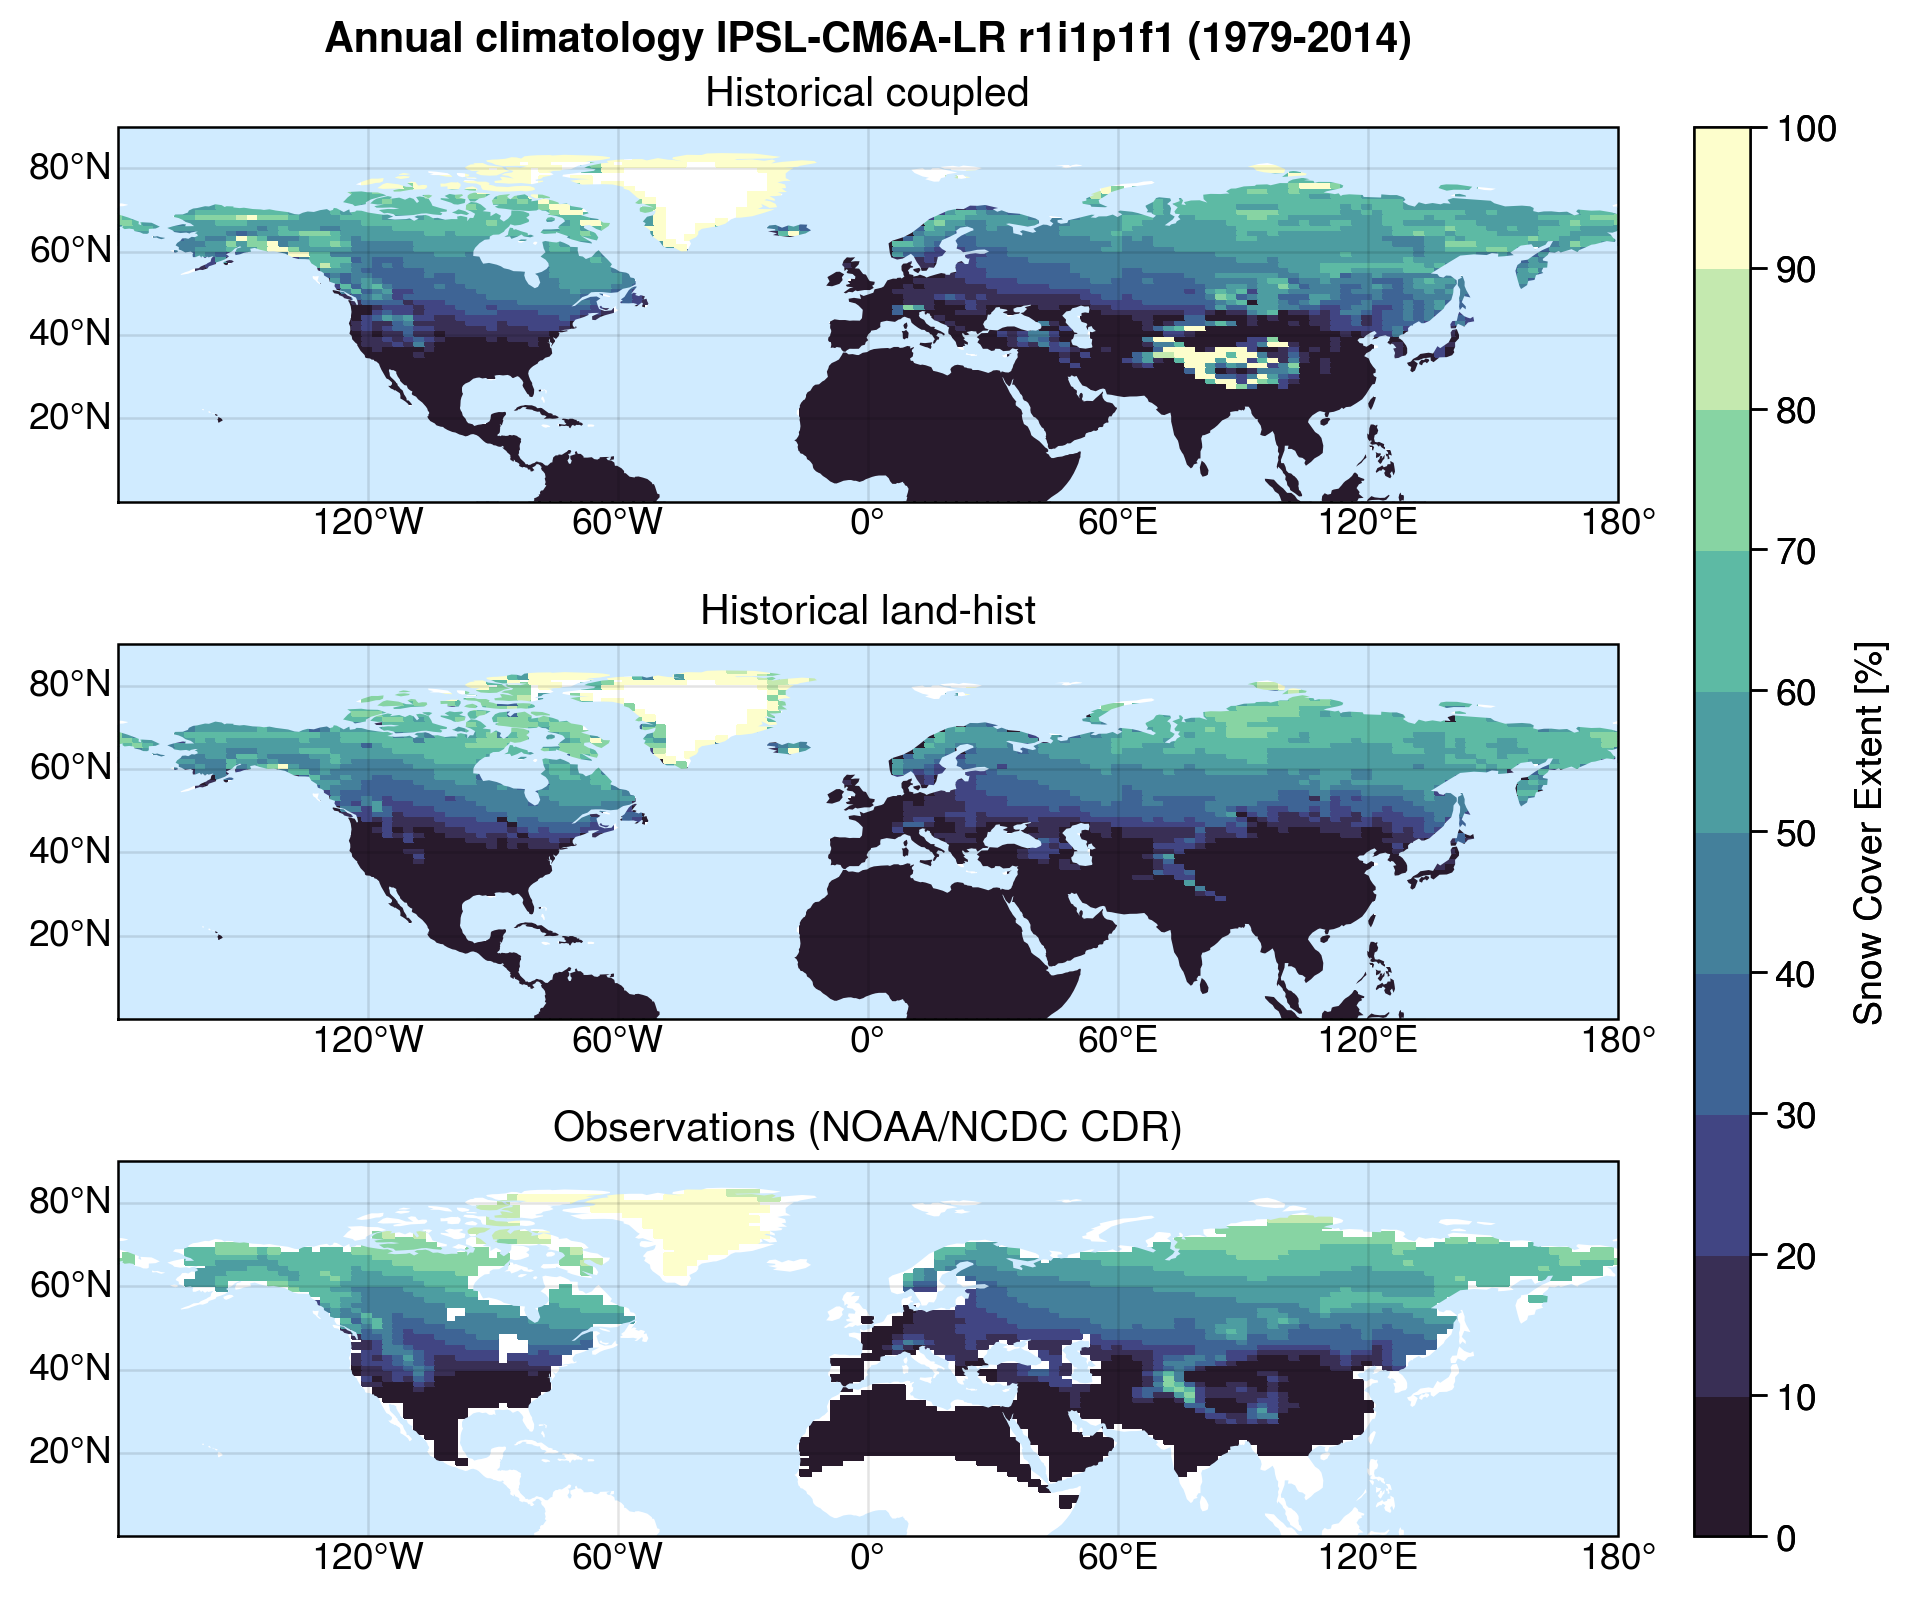 Annual climatology IPSL-CM6A-LR r1i1p1f1 (1979-2014)
Historical coupled
80°N
60°N
40°N
20°N
120°W 60°W 0° 60°E 120°E 180°
Historical land-hist
80°N
60°N
40°N
20°N
120°W 60°W 0° 60°E 120°E 180°
Observations (NOAA/NCDC CDR)
80°N
60°N
40°N
20°N
120°W 60°W 0° 60°E 120°E 180°
100
90
80
70
60
50
40
30
20
10
0
Snow Cover Extent [%]